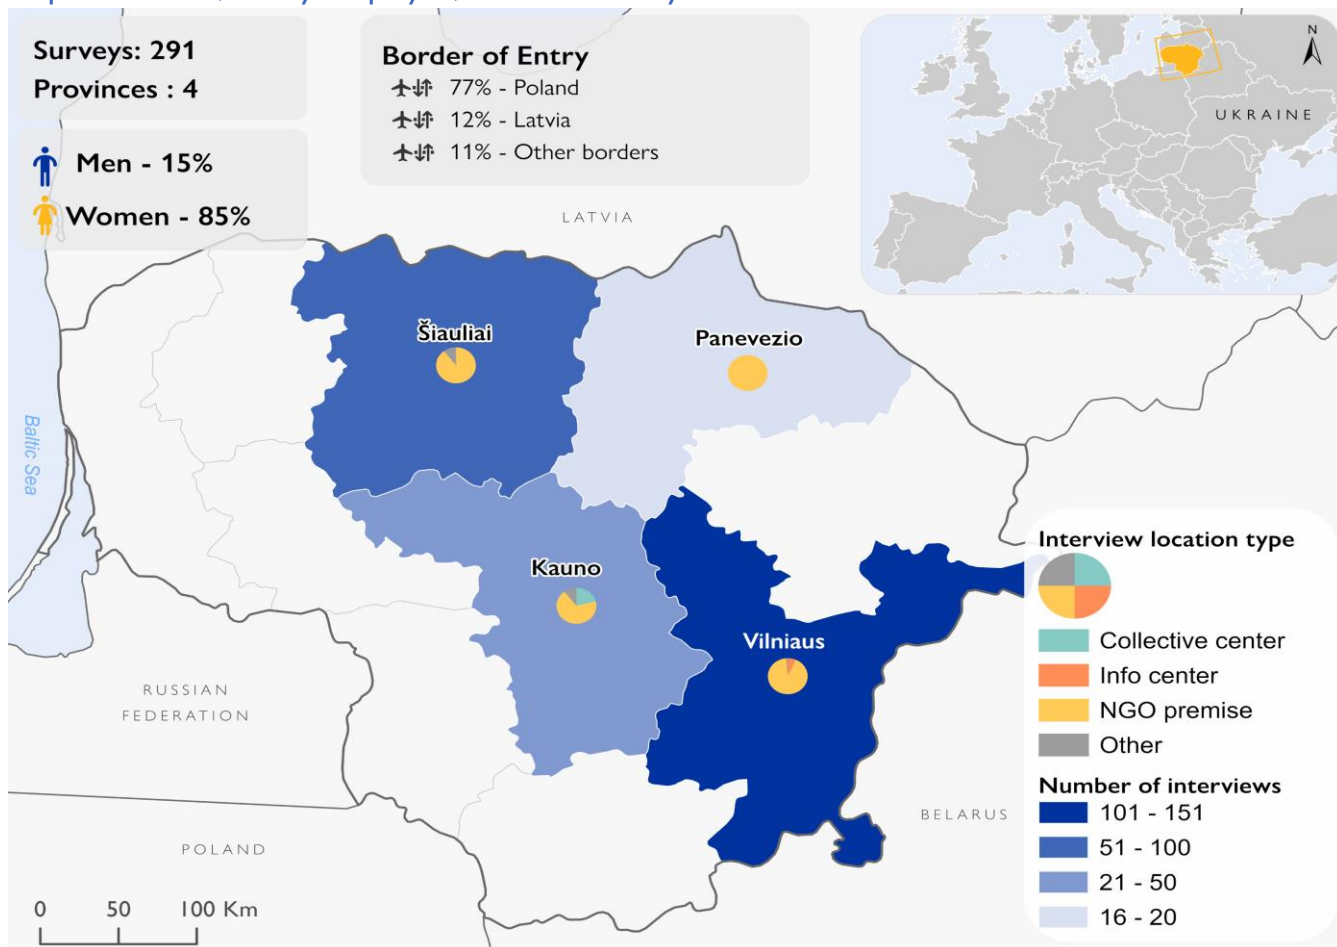 Surveys: 291
Provinces : 4
Men - 15%
Women - 85%
Border of Entry
77% - Poland
12% - Latvia
11% - Other borders
N
UKRAINE
LATVIA
Šiauliai
Panevezio
Baltic Sea
Kauno
Vilniaus
RUSSIAN
FEDERATION
POLAND
BELARUS
0 50 100 Km
Interview location type
Collective center
Info center
NGO premise
Other
Number of interviews
101 - 151
51 - 100
21 - 50
16 - 20